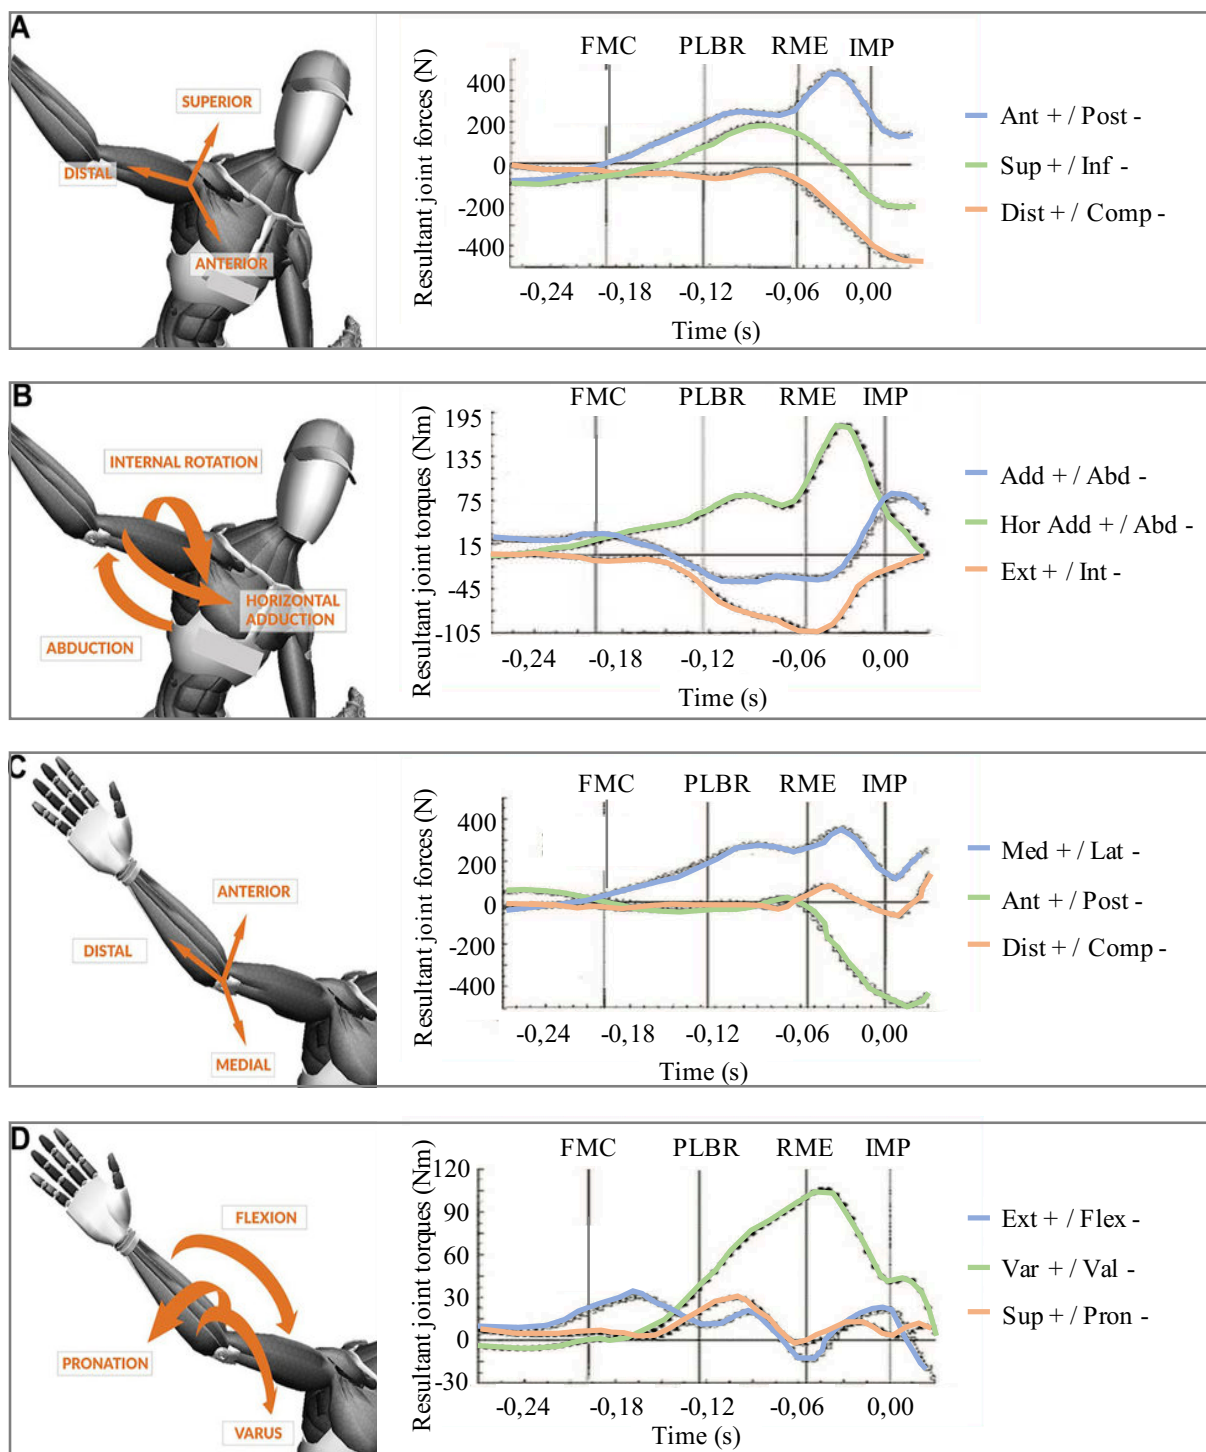 A
SUPERIOR
DISTAL
ANTERIOR
FMC PLBR RME IMP
Resultant joint forces (N)
400
200
0
-200
-400
-0,24 -0,18 -0,12 -0,06 0,00
Time (s)
Ant + / Post -
Sup + / Inf -
Dist + / Comp -
B
INTERNAL ROTATION
HORIZONTAL
ADDUCTION
ABDUCTION
FMC PLBR RME IMP
Resultant joint torques (Nm)
195
135
75
15
-45
-105
-0,24 -0,18 -0,12 -0,06 0,00
Time (s)
Add + / Abd -
Hor Add + / Abd -
Ext + / Int -
C
ANTERIOR
DISTAL
MEDIAL
FMC PLBR RME IMP
Resultant joint forces (N)
400
200
0
-200
-400
-0,24 -0,18 -0,12 -0,06 0,00
Time (s)
Med + / Lat -
Ant + / Post -
Dist + / Comp -
D
FLEXION
PRONATION
VARUS
FMC PLBR RME IMP
Resultant joint torques (Nm)
120
90
60
30
0
-30
-0,24 -0,18 -0,12 -0,06 0,00
Time (s)
Ext + / Flex -
Var + / Val -
Sup + / Pron -